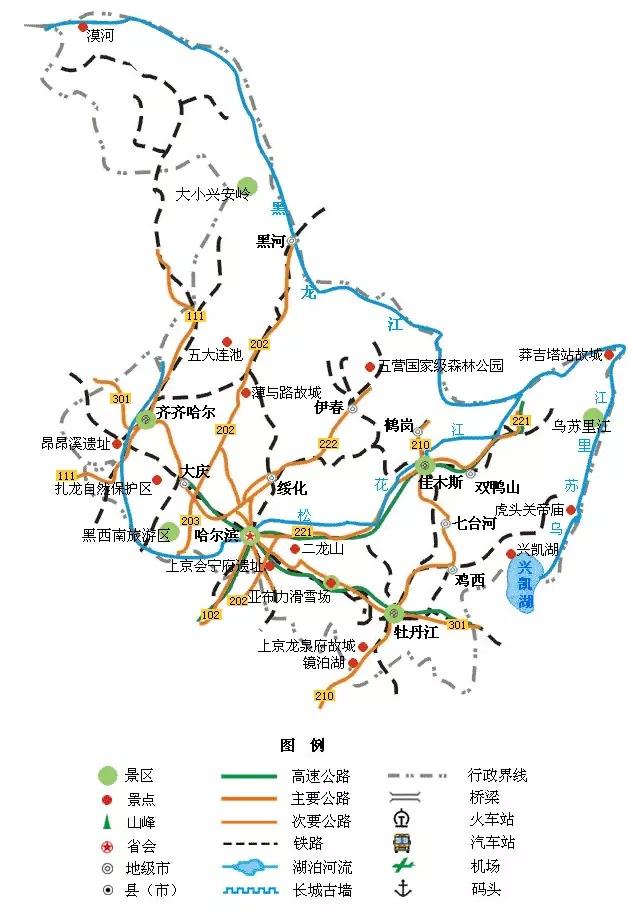 漠河
大小兴安岭
黑
黑河
龙
江
111
五大连池
202
莽吉塔站故城
五营国家级森林公园
301
蒲与路故城
伊春
江
齐齐哈尔
鹤岗
221
乌苏里江
202
222
210
江
里
昂昂溪遗址
大庆
绥化
花
佳木斯
双鸭山
苏
111
扎龙自然保护区
203
松
虎头关帝庙
乌
黑西南旅游区
哈尔滨
221
七台河
二龙山
兴凯湖
上京会宁府遗址
鸡西
兴凯湖
202
亚布力滑雪场
102
牡丹江
301
上京龙泉府故城
镜泊湖
210
图 例
景区
高速公路
行政界线
景点
主要公路
桥梁
山峰
次要公路
火车站
省会
铁路
汽车站
地级市
湖泊河流
机场
县（市）
长城古墙
码头